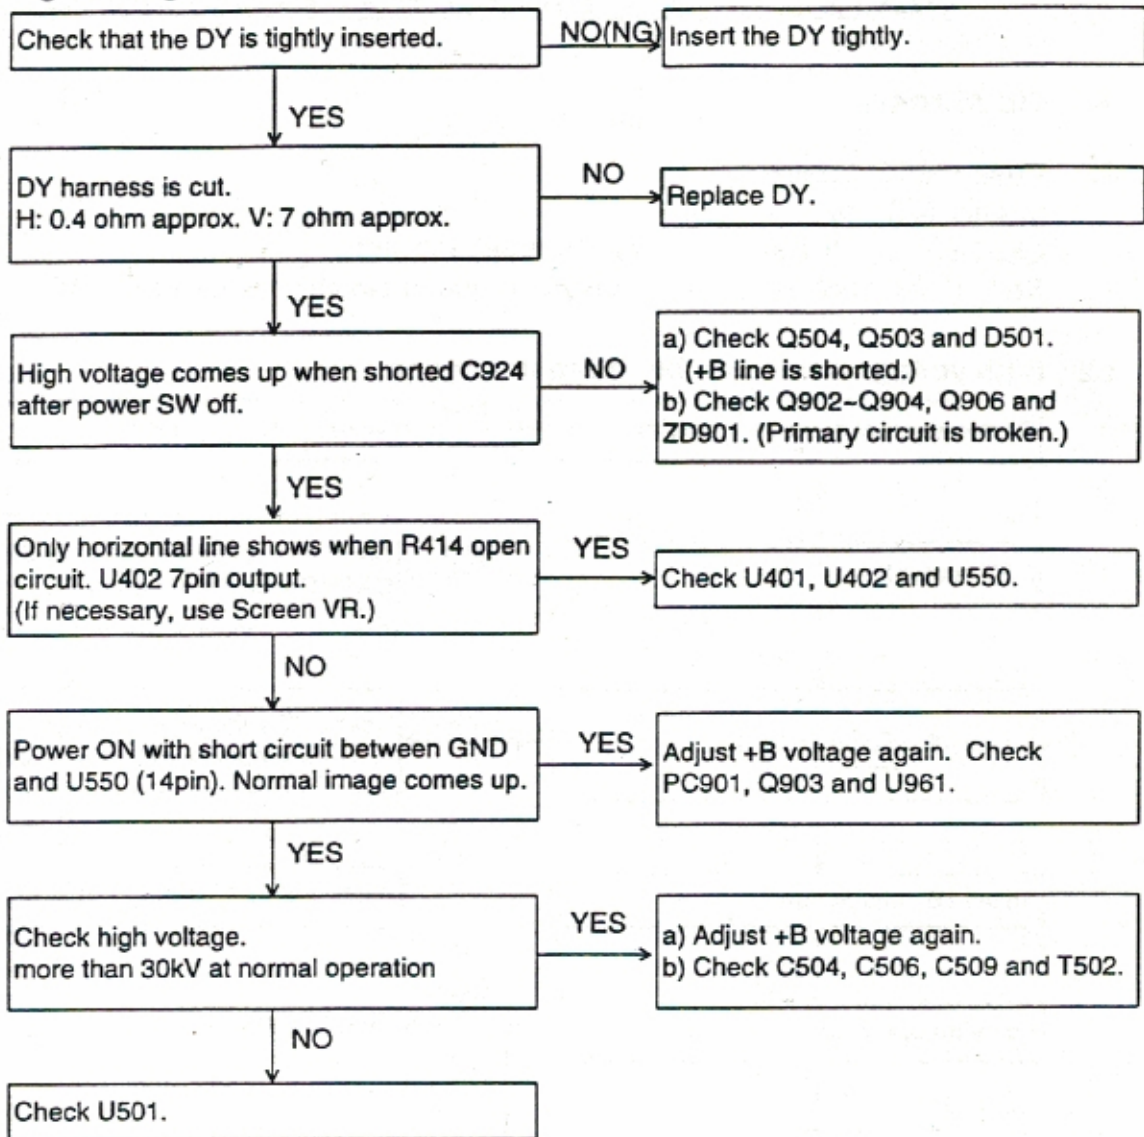 Check that the DY is tightly inserted.
NO(NG)
Insert the DY tightly.
YES
DY harness is cut.
H: 0.4 ohm approx. V: 7 ohm approx.
NO
Replace DY.
YES
High voltage comes up when shorted C924
after power SW off.
NO
a) Check Q504, Q503 and D501.
(+B line is shorted.)
b) Check Q902~Q904, Q906 and
ZD901. (Primary circuit is broken.)
YES
Only horizontal line shows when R414 open
circuit. U402 7pin output.
(If necessary, use Screen VR.)
YES
Check U401, U402 and U550.
NO
Power ON with short circuit between GND
and U550 (14pin). Normal image comes up.
YES
Adjust +B voltage again. Check
PC901, Q903 and U961.
YES
Check high voltage.
more than 30kV at normal operation
YES
a) Adjust +B voltage again.
b) Check C504, C506, C509 and T502.
NO
Check U501.